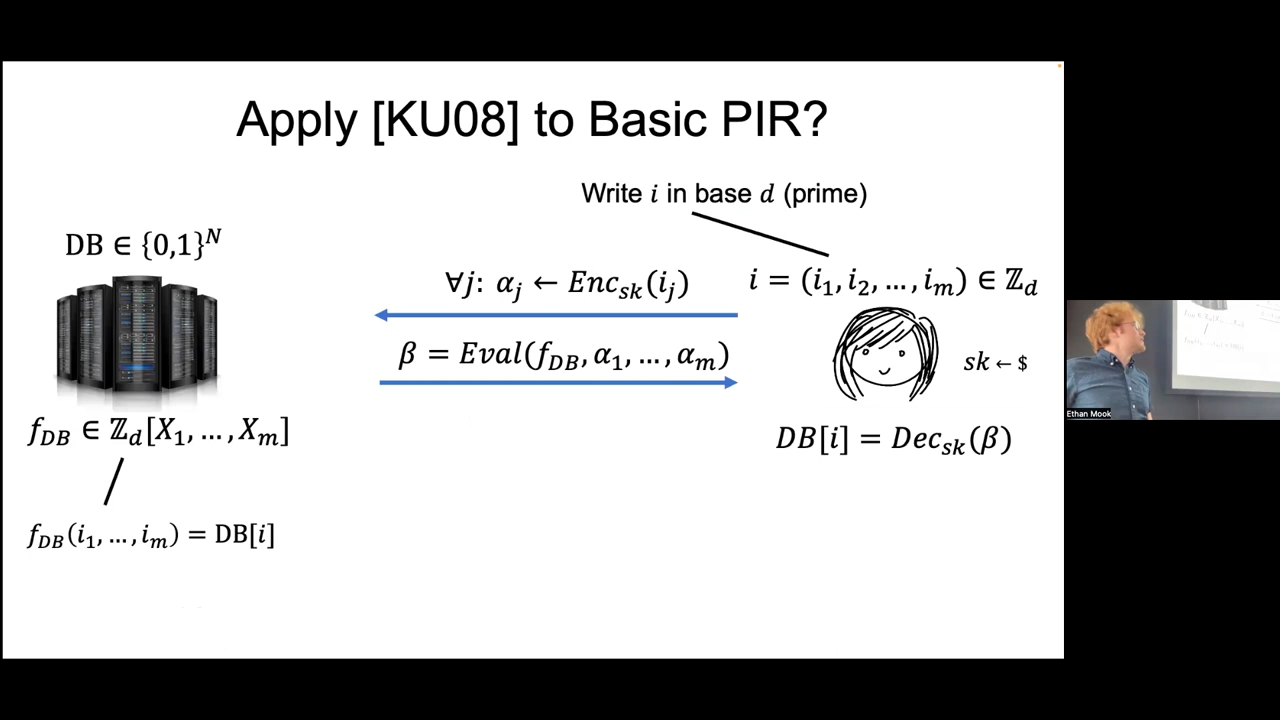 Apply [KU08] to Basic PIR?
Write i in base d (prime)
DB ∈ {0,1}^N
∀j: α_j ← Enc_sk(i_j)
i = (i_1, i_2, …, i_m) ∈ ℤ_d
β = Eval(f_DB, α_1, …, α_m)
sk ← $
f_DB ∈ ℤ_d[X_1, …, X_m]
DB[i] = Dec_sk(β)
f_DB(i_1, …, i_m) = DB[i]
Ethan Mook